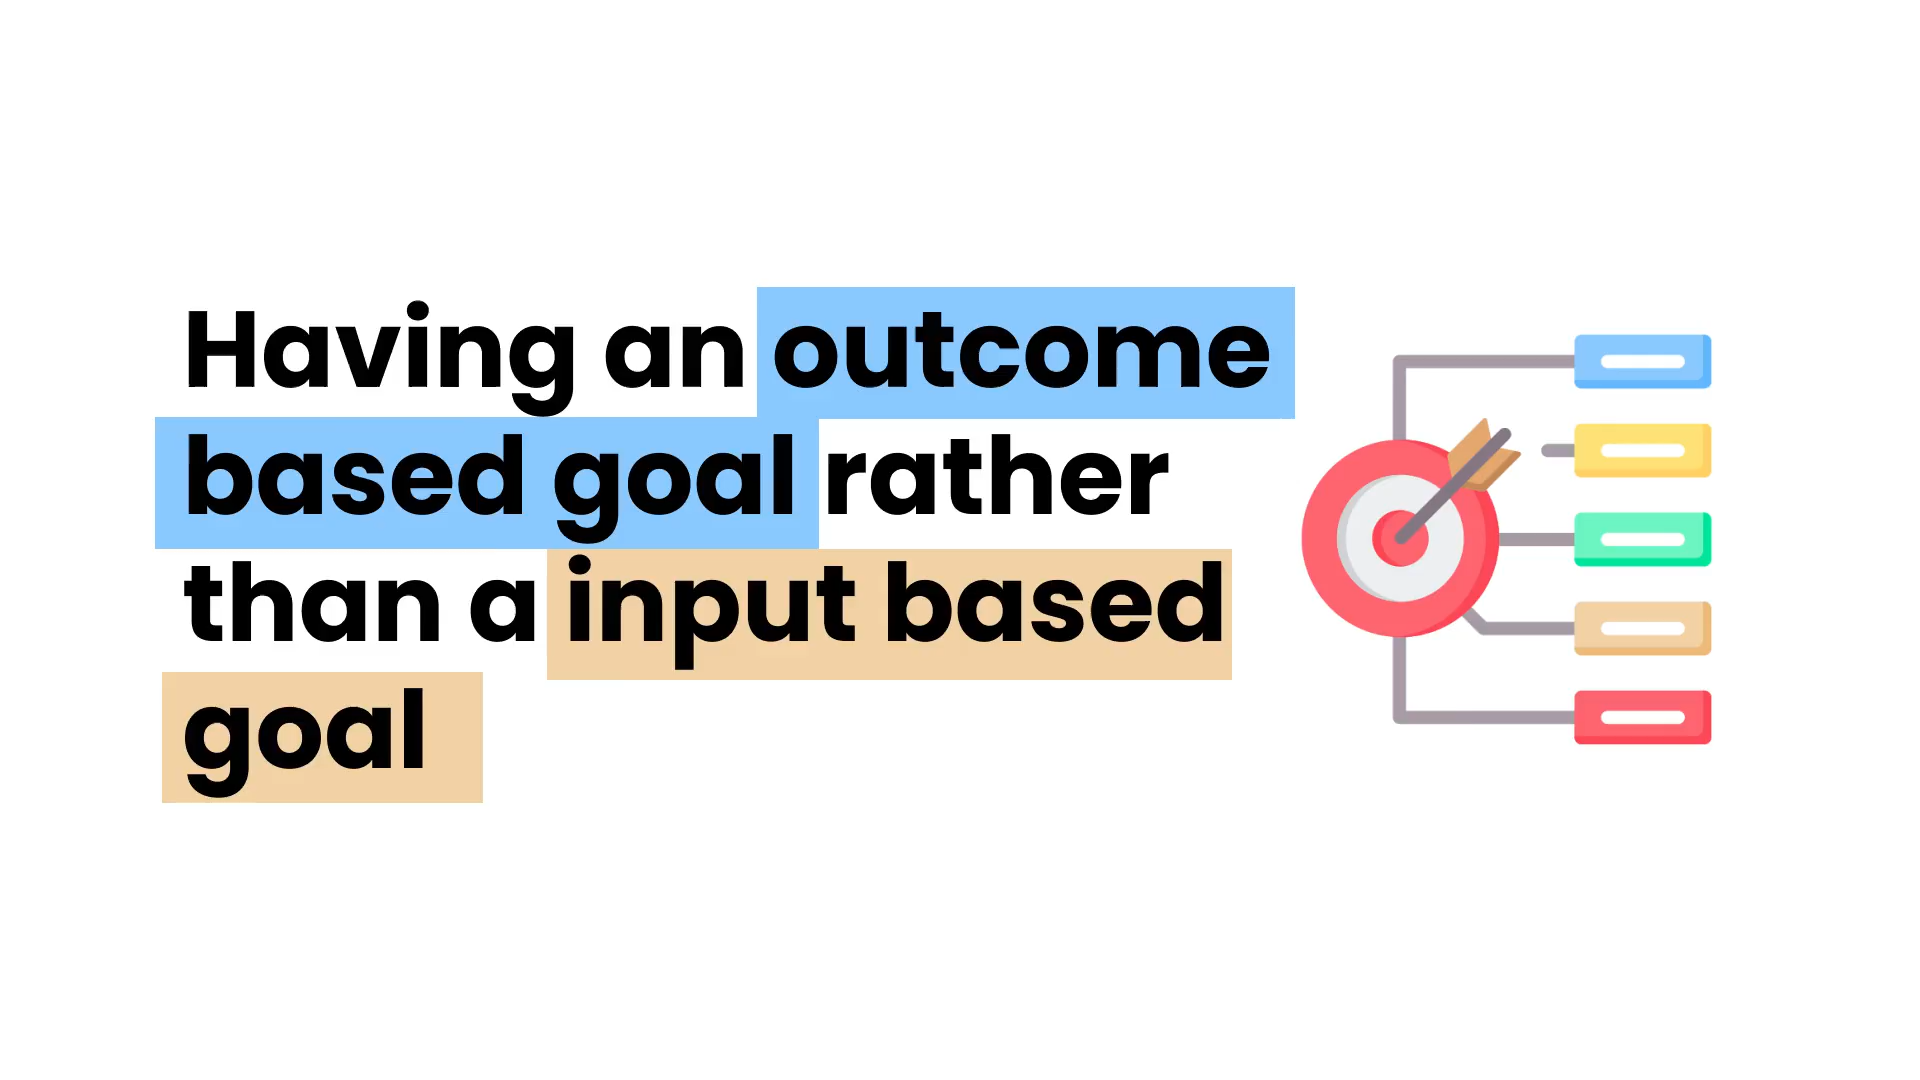 Having an outcome
based goal rather
than a input based
goal